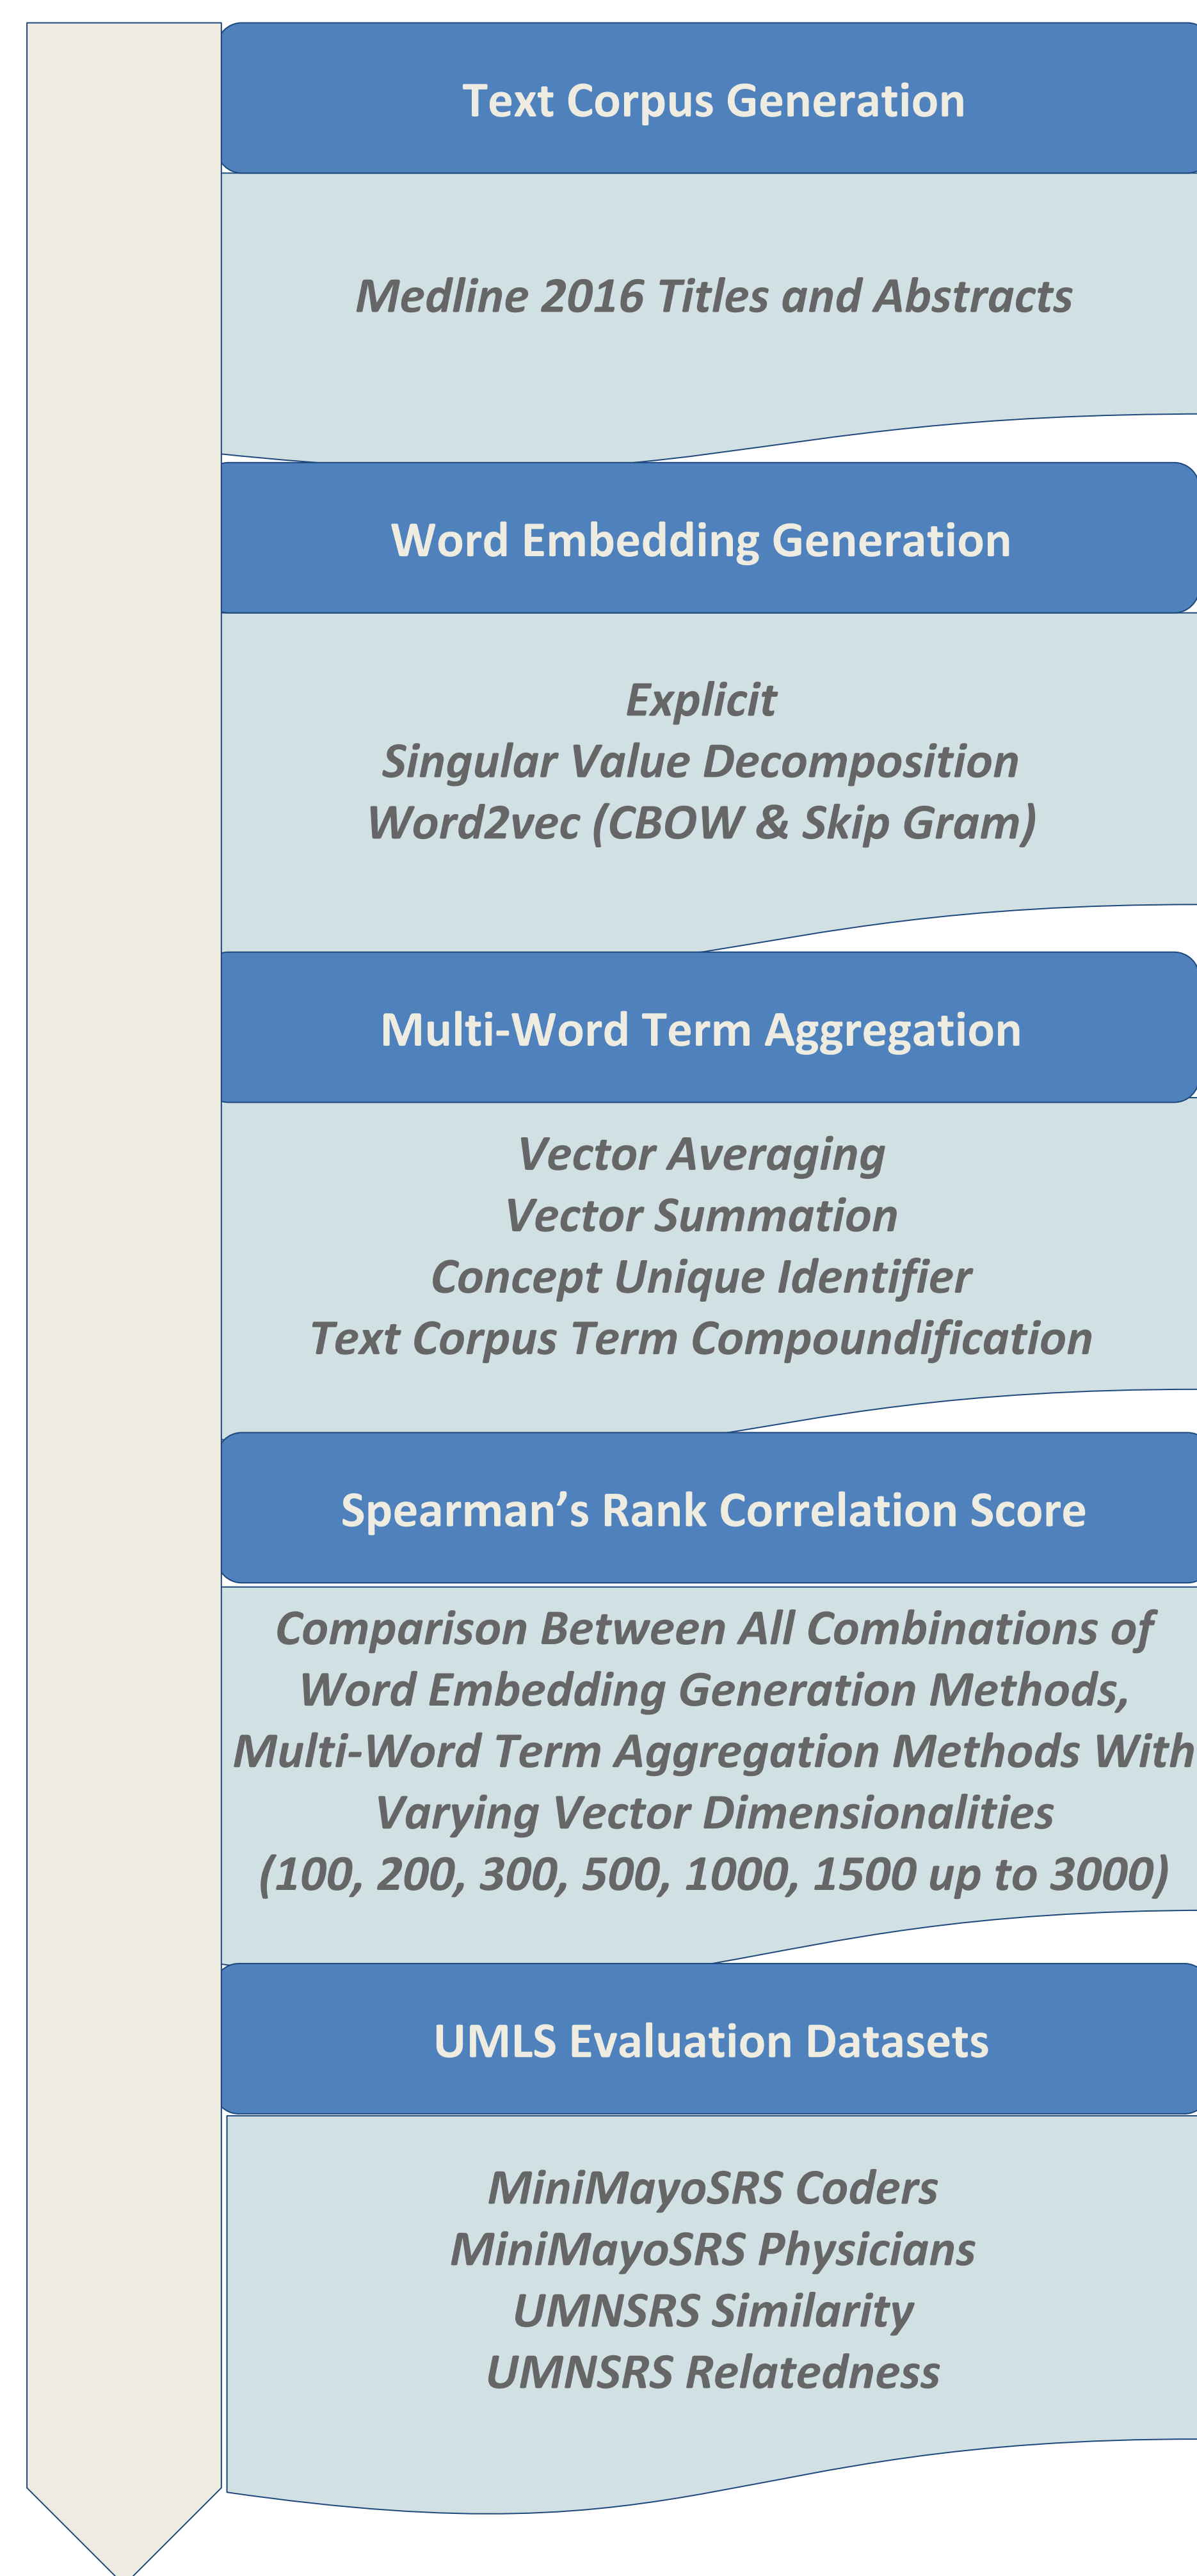 Text Corpus Generation
Medline 2016 Titles and Abstracts
Word Embedding Generation
Explicit
Singular Value Decomposition
Word2vec (CBOW & Skip Gram)
Multi-Word Term Aggregation
Vector Averaging
Vector Summation
Concept Unique Identifier
Text Corpus Term Compoundification
Spearman’s Rank Correlation Score
Comparison Between All Combinations of
Word Embedding Generation Methods,
Multi-Word Term Aggregation Methods With
Varying Vector Dimensionalities
(100, 200, 300, 500, 1000, 1500 up to 3000)
UMLS Evaluation Datasets
MiniMayoSRS Coders
MiniMayoSRS Physicians
UMNSRS Similarity
UMNSRS Relatedness